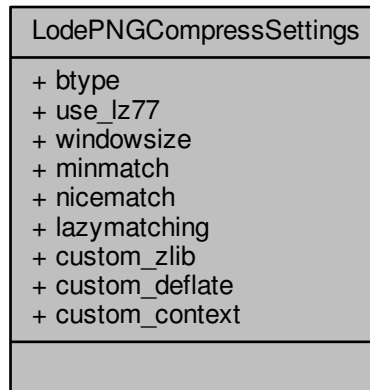 LodePNGCompressSettings
+ btype
+ use_lz77
+ windowsize
+ minmatch
+ nicematch
+ lazymatching
+ custom_zlib
+ custom_deflate
+ custom_context